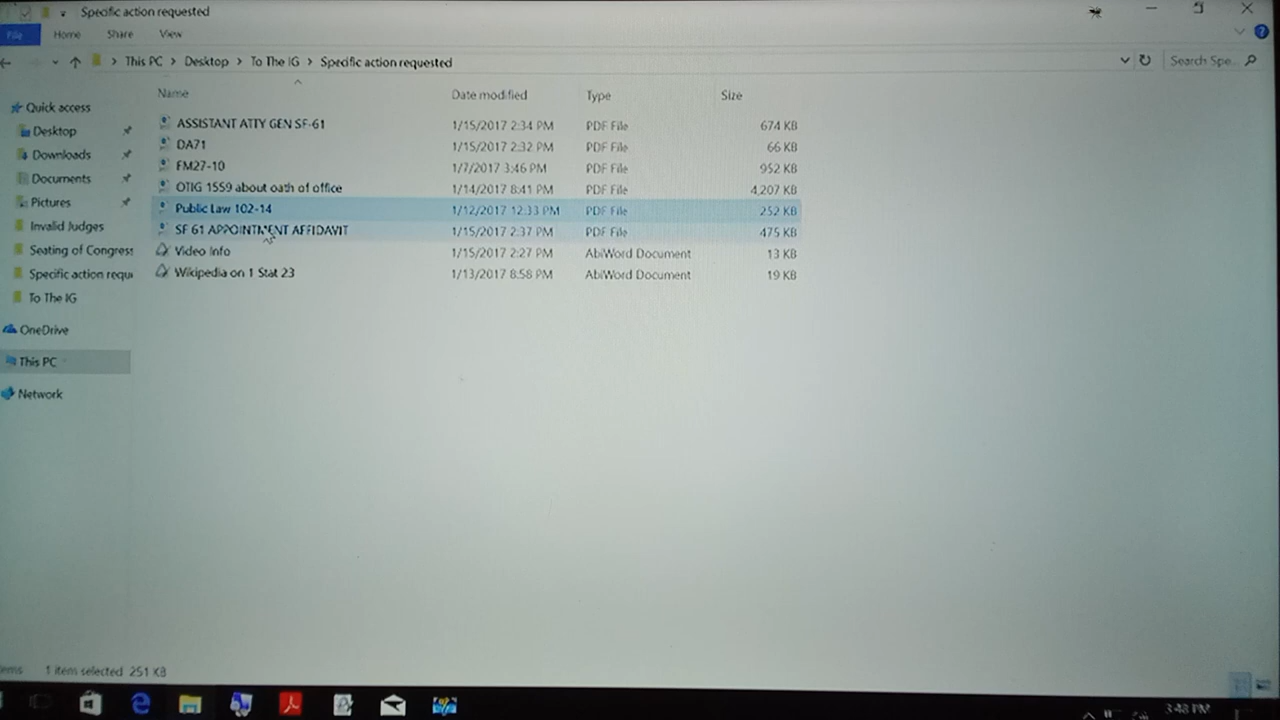 Specific action requested
File Home Share View
This PC > Desktop > To The IG > Specific action requested
Search Spe...
Name Date modified Type Size
Quick access
Desktop
Downloads
Documents
Pictures
Invalid Judges
Seating of Congress
Specific action requ
To The IG
OneDrive
This PC
Network
ASSISTANT ATTY GEN SF-61 1/15/2017 2:34 PM PDF File 674 KB
DA71 1/15/2017 2:32 PM PDF File 66 KB
FM27-10 1/7/2017 3:46 PM PDF File 952 KB
OTIG 1559 about oath of office 1/14/2017 8:41 PM PDF File 4,207 KB
Public Law 102-14 1/12/2017 12:33 PM PDF File 252 KB
SF 61 APPOINTMENT AFFIDAVIT 1/15/2017 2:37 PM PDF File 475 KB
Video Info 1/15/2017 2:27 PM AbiWord Document 13 KB
Wikipedia on 1 Stat 23 1/13/2017 8:58 PM AbiWord Document 19 KB
ems 1 item selected 251 KB
3:48 PM